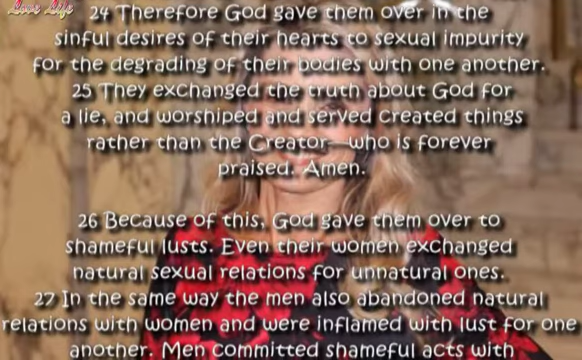 Love Life
24 Therefore God gave them over in the
sinful desires of their hearts to sexual impurity
for the degrading of their bodies with one another.
25 They exchanged the truth about God for
a lie, and worshiped and served created things
rather than the Creator—who is forever
praised. Amen.
26 Because of this, God gave them over to
shameful lusts. Even their women exchanged
natural sexual relations for unnatural ones.
27 In the same way the men also abandoned natural
relations with women and were inflamed with lust for one
another. Men committed shameful acts with